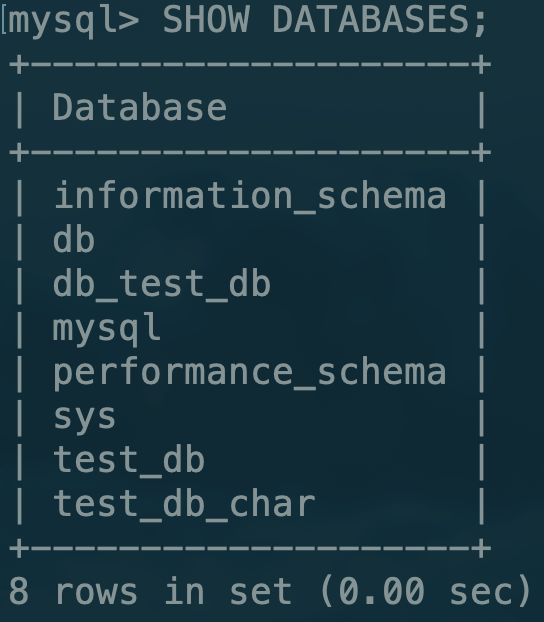 [mysql> SHOW DATABASES;
+--------------------+
| Database           |
+--------------------+
| information_schema |
| db                 |
| db_test_db         |
| mysql              |
| performance_schema |
| sys                |
| test_db            |
| test_db_char       |
+--------------------+
8 rows in set (0.00 sec)